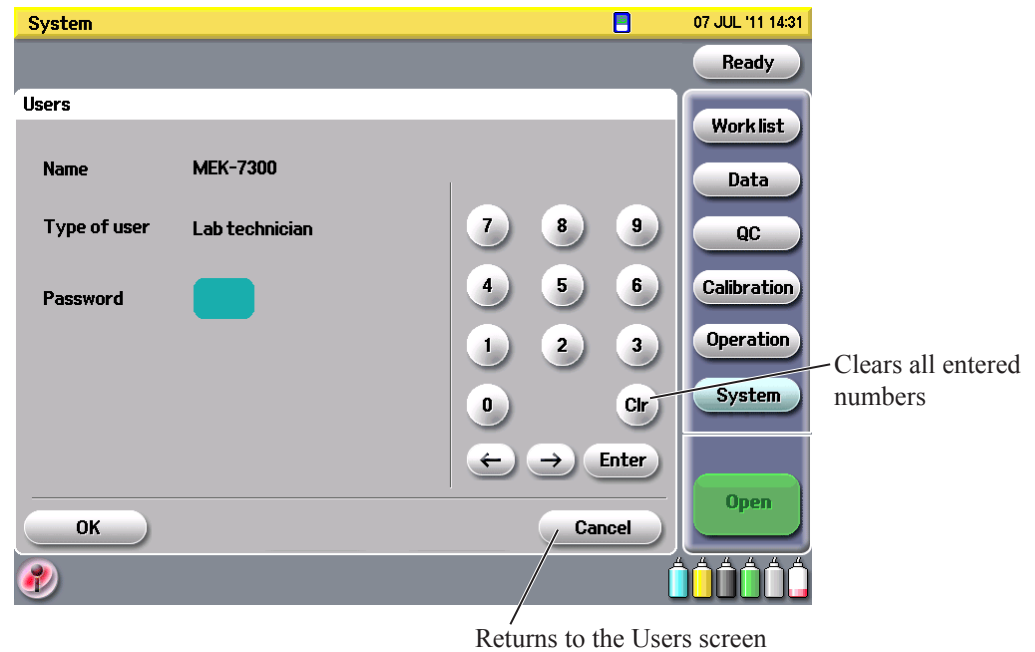 System
07 JUL '11 14:31
Ready
Users
Work list
Name MEK-7300
Data
Type of user Lab technician
7 8 9
QC
Password
4 5 6
Calibration
1 2 3
Operation
Clears all entered
numbers
0 Clr
System
← → Enter
Open
OK Cancel
Returns to the Users screen